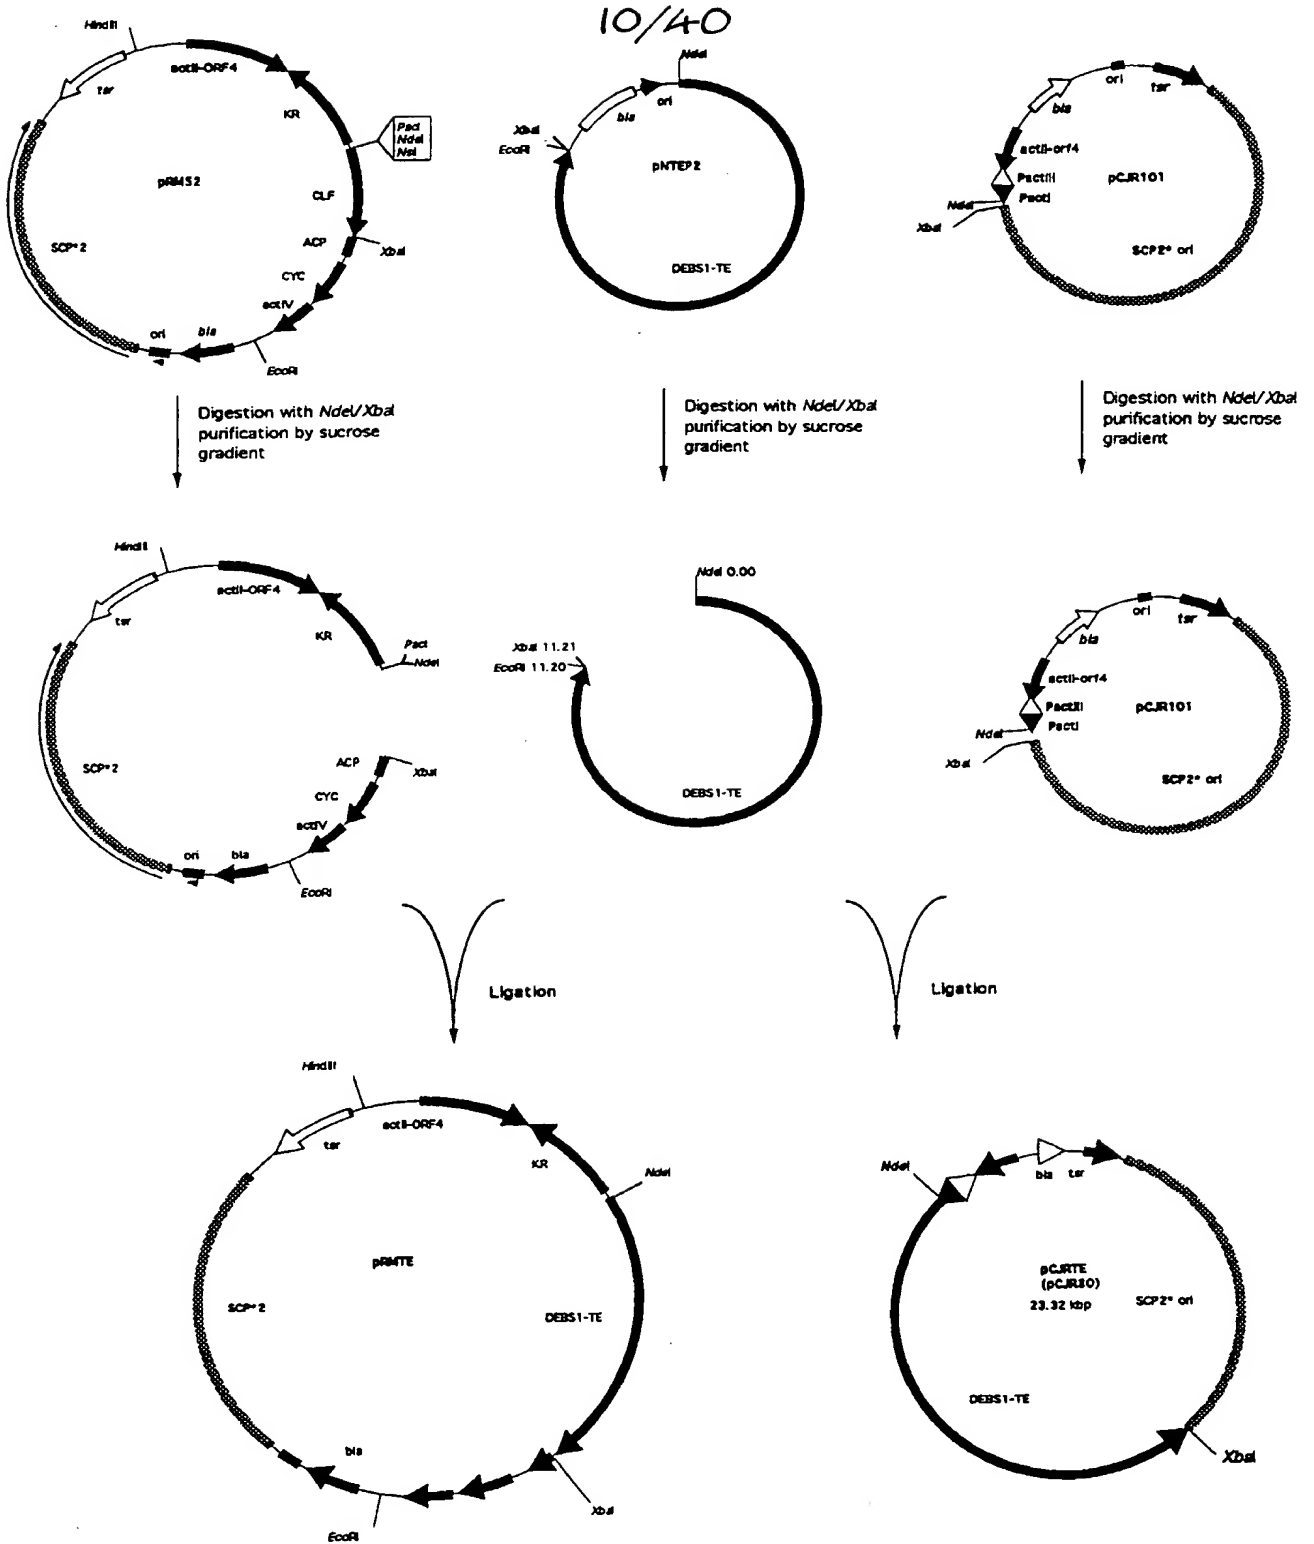 10/40
HindIII
actII-ORF4
tsr
KR
PacI
NdeI
NsiI
pRMS2
CLF
SCP*2
ACP
XbaI
CYC
actIV
ori
bla
EcoRI
NdeI
ori
bla
XbaI
EcoRI
pNTEP2
DEBS1-TE
ori
tsr
bla
actII-orf4
PactIII
PactI
pCJR101
NdeI
XbaI
SCP2* ori
Digestion with NdeI/XbaI
purification by sucrose
gradient
Digestion with NdeI/XbaI
purification by sucrose
gradient
Digestion with NdeI/XbaI
purification by sucrose
gradient
HindIII
actII-ORF4
tsr
KR
PacI
NdeI
SCP*2
ACP
XbaI
CYC
actIV
ori
bla
EcoRI
NdeI 0.00
XbaI 11.21
EcoRI 11.20
DEBS1-TE
ori
tsr
bla
actII-orf4
PactIII
PactI
pCJR101
NdeI
XbaI
SCP2* ori
Ligation
Ligation
HindIII
actII-ORF4
tsr
KR
NdeI
pRMTE
SCP*2
DEBS1-TE
bla
XbaI
EcoRI
NdeI
bla
tsr
pCJRTE
(pCJR30)
23.32 kbp
SCP2* ori
DEBS1-TE
XbaI